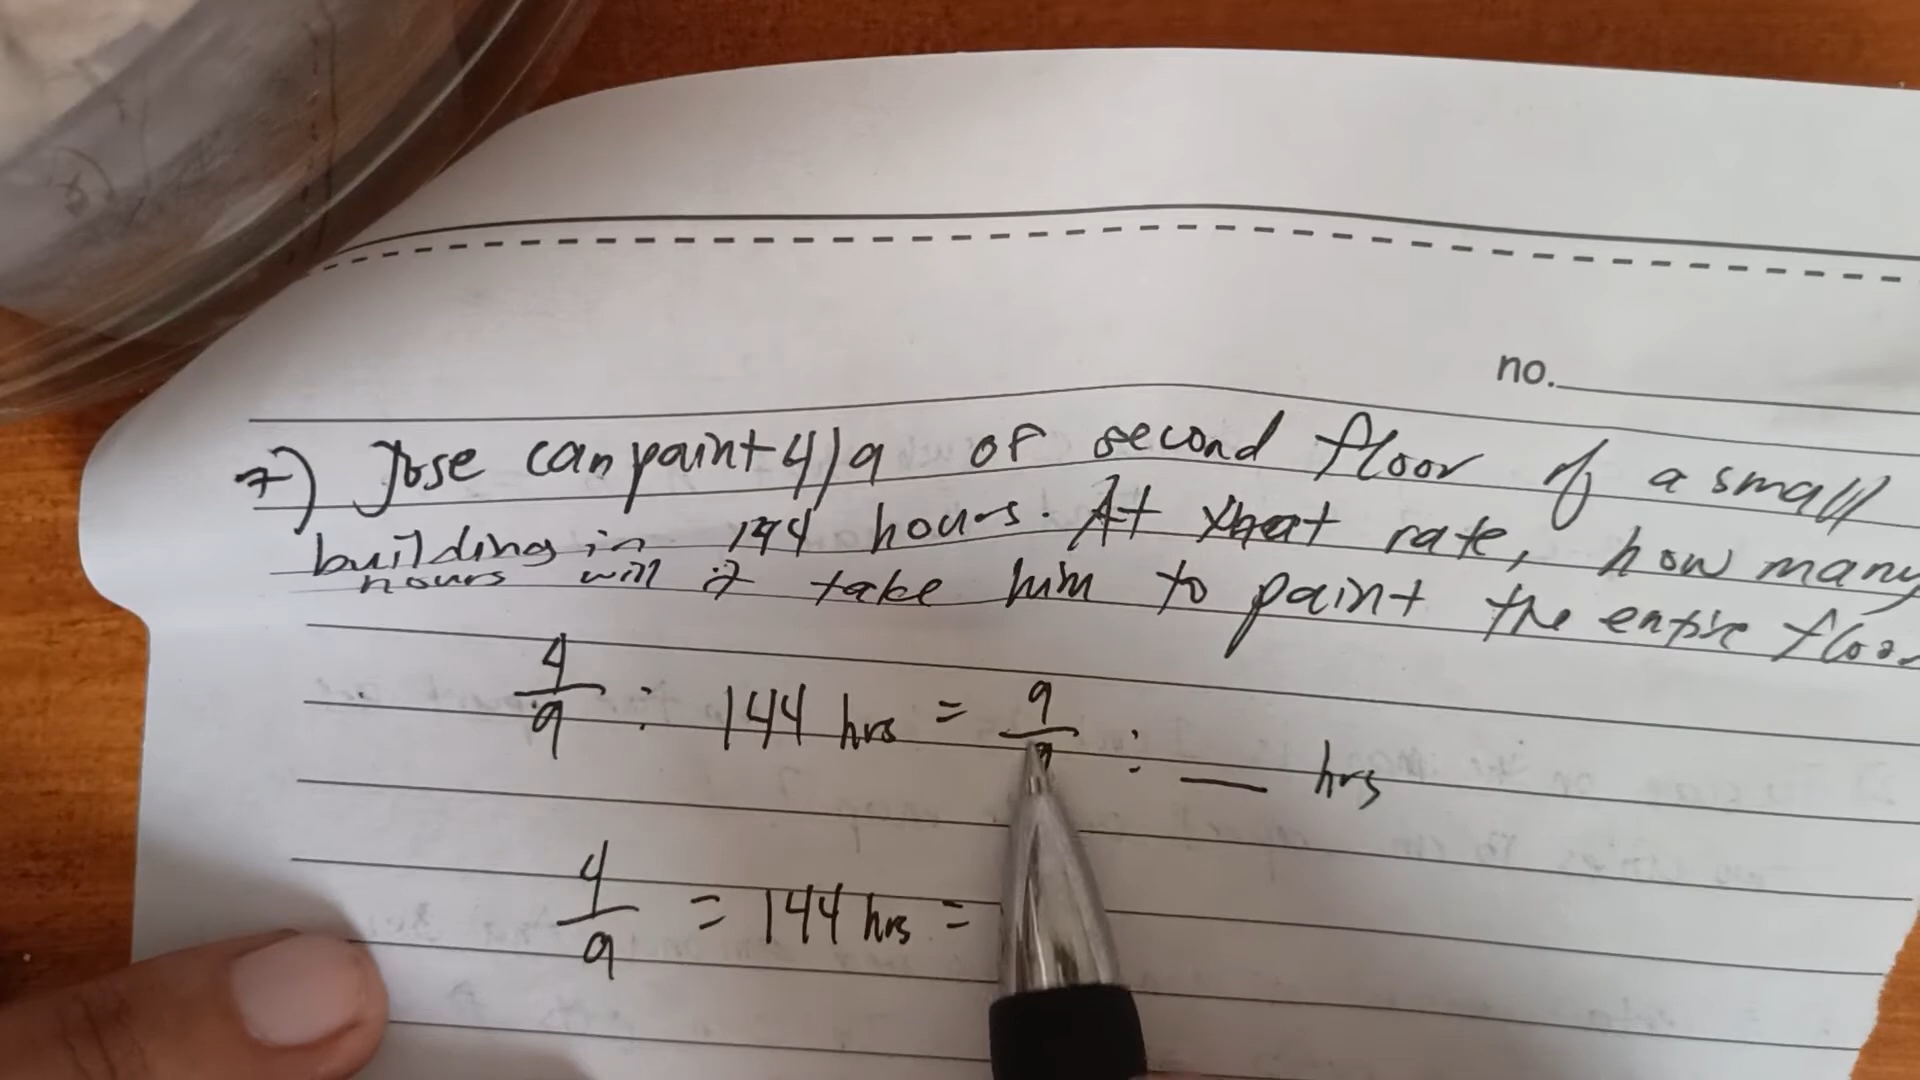 no.
7) Jose can paint 4/9 of second floor of a small
building in 144 hours. At that rate, how many
hours will it take him to paint the entire floor
4/9 : 144 hrs = 9/9 : __ hrs
4/9 = 144 hrs =